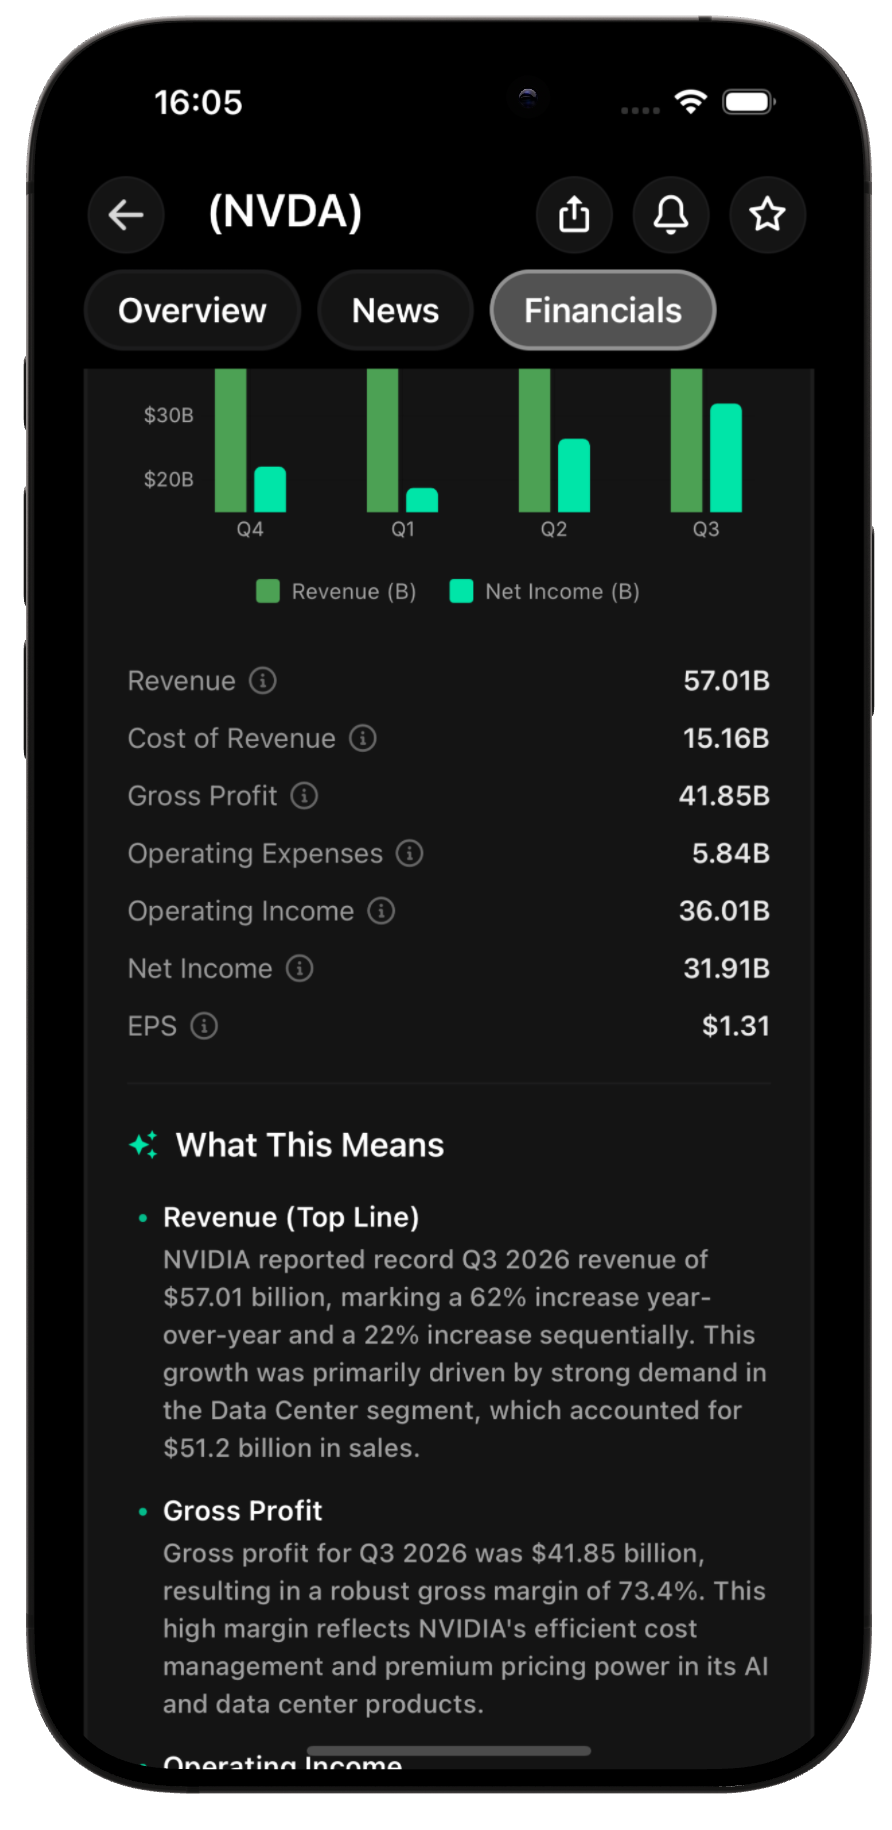 16:05
(NVDA)
Overview
News
Financials
$30B
$20B
Q4
Q1
Q2
Q3
Revenue (B)
Net Income (B)
Revenue
57.01B
Cost of Revenue
15.16B
Gross Profit
41.85B
Operating Expenses
5.84B
Operating Income
36.01B
Net Income
31.91B
EPS
$1.31
What This Means
• Revenue (Top Line)
NVIDIA reported record Q3 2026 revenue of
$57.01 billion, marking a 62% increase year-
over-year and a 22% increase sequentially. This
growth was primarily driven by strong demand in
the Data Center segment, which accounted for
$51.2 billion in sales.
• Gross Profit
Gross profit for Q3 2026 was $41.85 billion,
resulting in a robust gross margin of 73.4%. This
high margin reflects NVIDIA's efficient cost
management and premium pricing power in its AI
and data center products.
• Operating Income